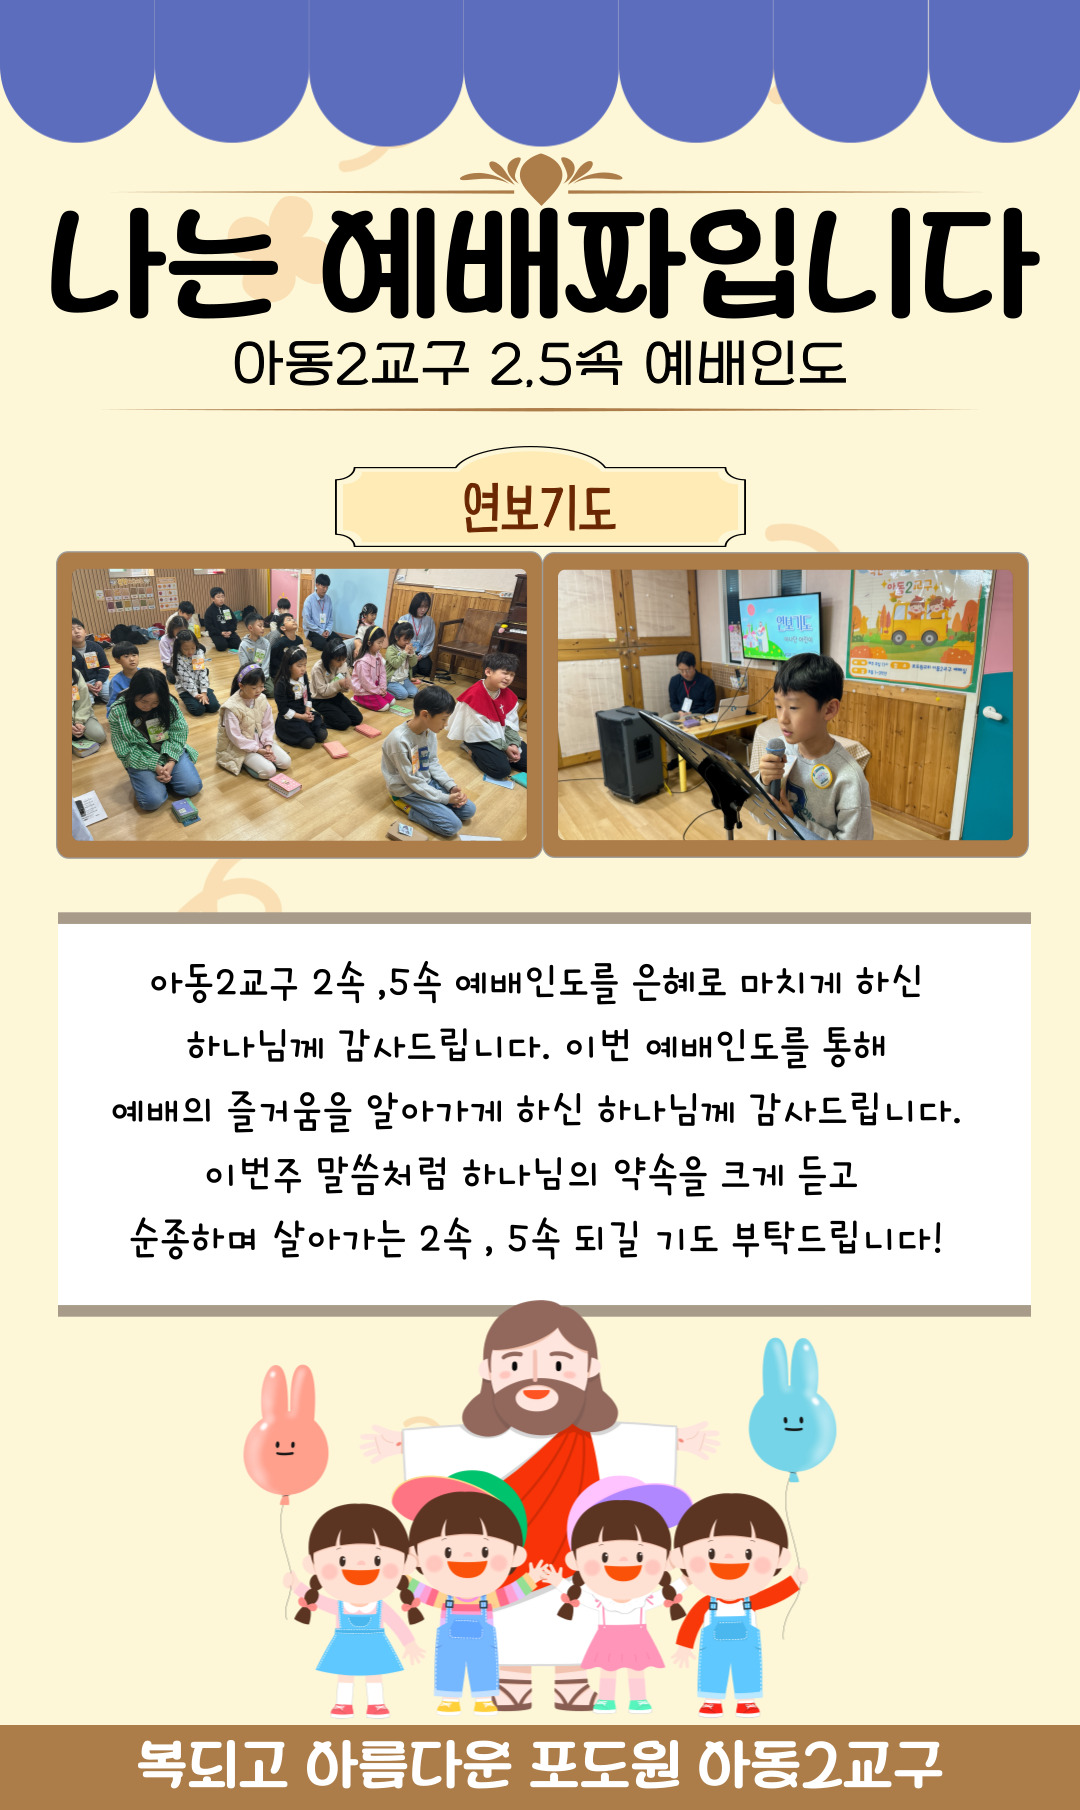 나는 예배짜입니다
아동2교구 2,5속 예배인도
연보기도
연보기도
아동2교구
아동2교구 2속 ,5속 예배인도를 은혜로 마치게 하신
하나님께 감사드립니다. 이번 예배인도를 통해
예배의 즐거움을 알아가게 하신 하나님께 감사드립니다.
이번주 말씀처럼 하나님의 약속을 크게 듣고
순종하며 살아가는 2속 , 5속 되길 기도 부탁드립니다!
복되고 아름다운 포도원 아동2교구